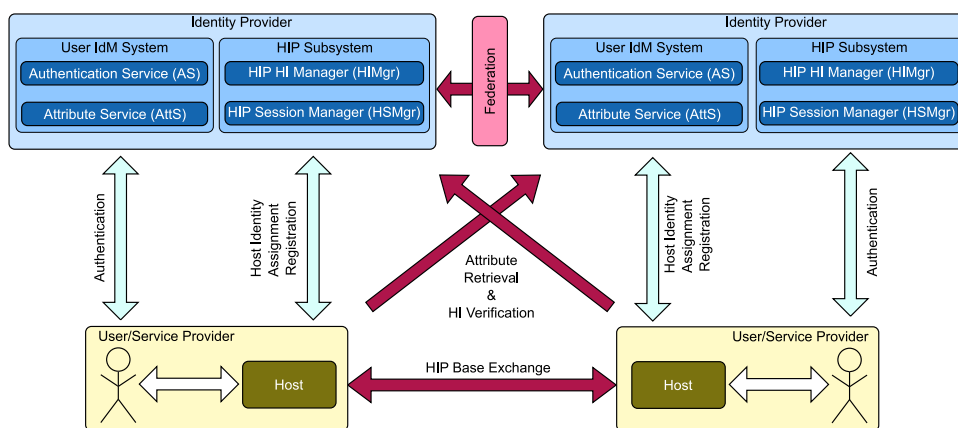 Identity Provider
User IdM System
HIP Subsystem
Authentication Service (AS)
HIP HI Manager (HIMgr)
Attribute Service (AttS)
HIP Session Manager (HSMgr)
Federation
Identity Provider
User IdM System
HIP Subsystem
Authentication Service (AS)
HIP HI Manager (HIMgr)
Attribute Service (AttS)
HIP Session Manager (HSMgr)
Authentication
Host Identity
Assignment
Registration
Attribute
Retrieval
&
HI Verification
Host Identity
Assignment
Registration
Authentication
User/Service Provider
Host
HIP Base Exchange
User/Service Provider
Host